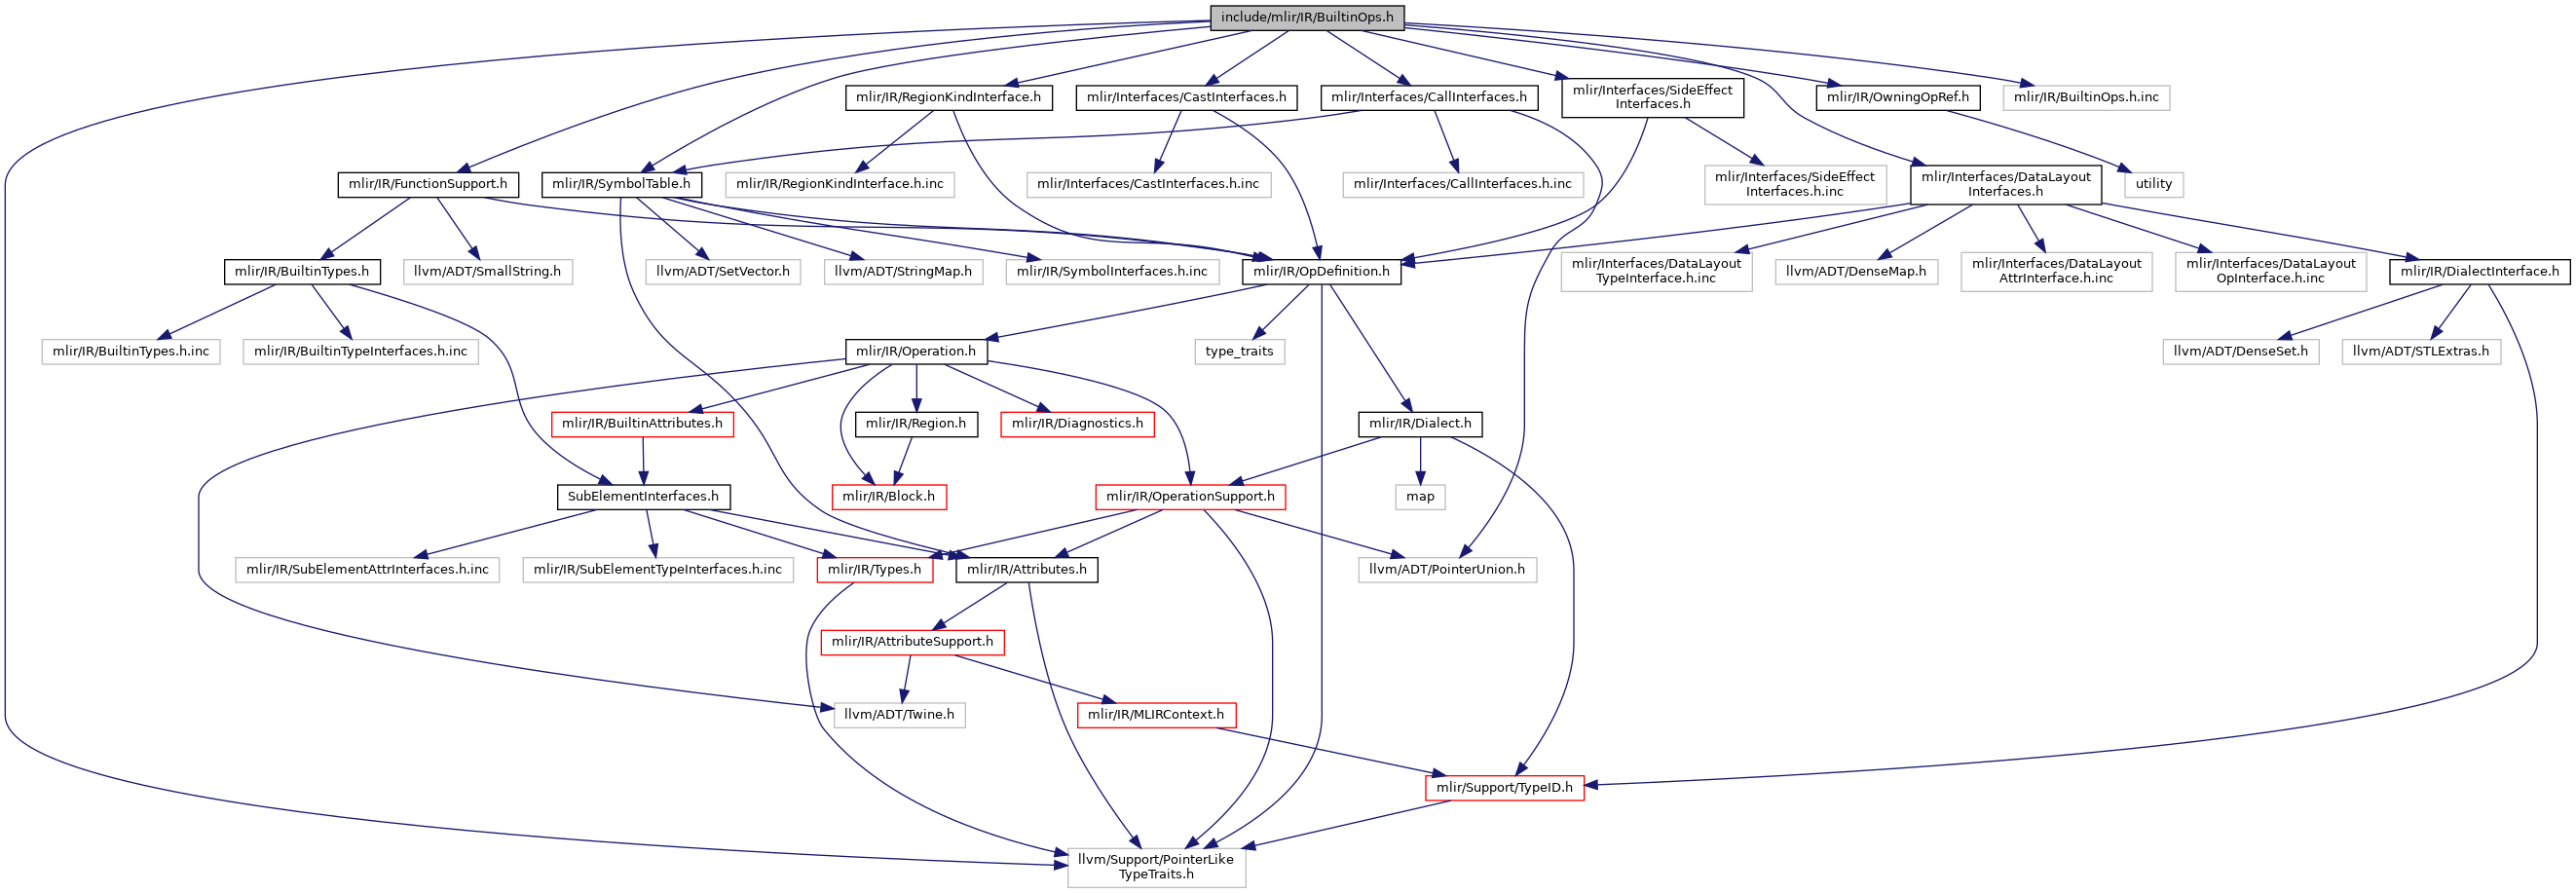 include/mlir/IR/BuiltinOps.h
mlir/IR/RegionKindInterface.h
mlir/Interfaces/CastInterfaces.h
mlir/Interfaces/CallInterfaces.h
mlir/Interfaces/SideEffect
Interfaces.h
mlir/IR/OwningOpRef.h
mlir/IR/BuiltinOps.h.inc
mlir/IR/FunctionSupport.h
mlir/IR/SymbolTable.h
mlir/IR/RegionKindInterface.h.inc
mlir/Interfaces/CastInterfaces.h.inc
mlir/Interfaces/CallInterfaces.h.inc
mlir/Interfaces/SideEffect
Interfaces.h.inc
mlir/Interfaces/DataLayout
Interfaces.h
utility
mlir/IR/BuiltinTypes.h
llvm/ADT/SmallString.h
llvm/ADT/SetVector.h
llvm/ADT/StringMap.h
mlir/IR/SymbolInterfaces.h.inc
mlir/IR/OpDefinition.h
mlir/Interfaces/DataLayout
TypeInterface.h.inc
llvm/ADT/DenseMap.h
mlir/Interfaces/DataLayout
AttrInterface.h.inc
mlir/Interfaces/DataLayout
OpInterface.h.inc
mlir/IR/DialectInterface.h
mlir/IR/BuiltinTypes.h.inc
mlir/IR/BuiltinTypeInterfaces.h.inc
mlir/IR/Operation.h
type_traits
llvm/ADT/DenseSet.h
llvm/ADT/STLExtras.h
mlir/IR/BuiltinAttributes.h
mlir/IR/Region.h
mlir/IR/Diagnostics.h
mlir/IR/Dialect.h
SubElementInterfaces.h
mlir/IR/Block.h
mlir/IR/OperationSupport.h
map
mlir/IR/SubElementAttrInterfaces.h.inc
mlir/IR/SubElementTypeInterfaces.h.inc
mlir/IR/Types.h
mlir/IR/Attributes.h
llvm/ADT/PointerUnion.h
mlir/IR/AttributeSupport.h
llvm/ADT/Twine.h
mlir/IR/MLIRContext.h
mlir/Support/TypeID.h
llvm/Support/PointerLike
TypeTraits.h